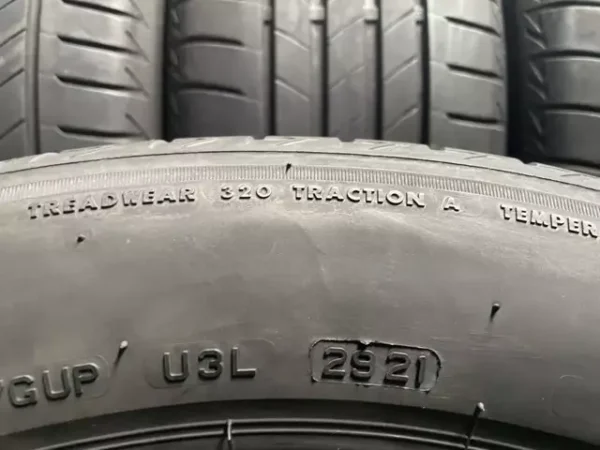 TREADWEAR 320 TRACTION A TEMPER
GUP U3L 2921